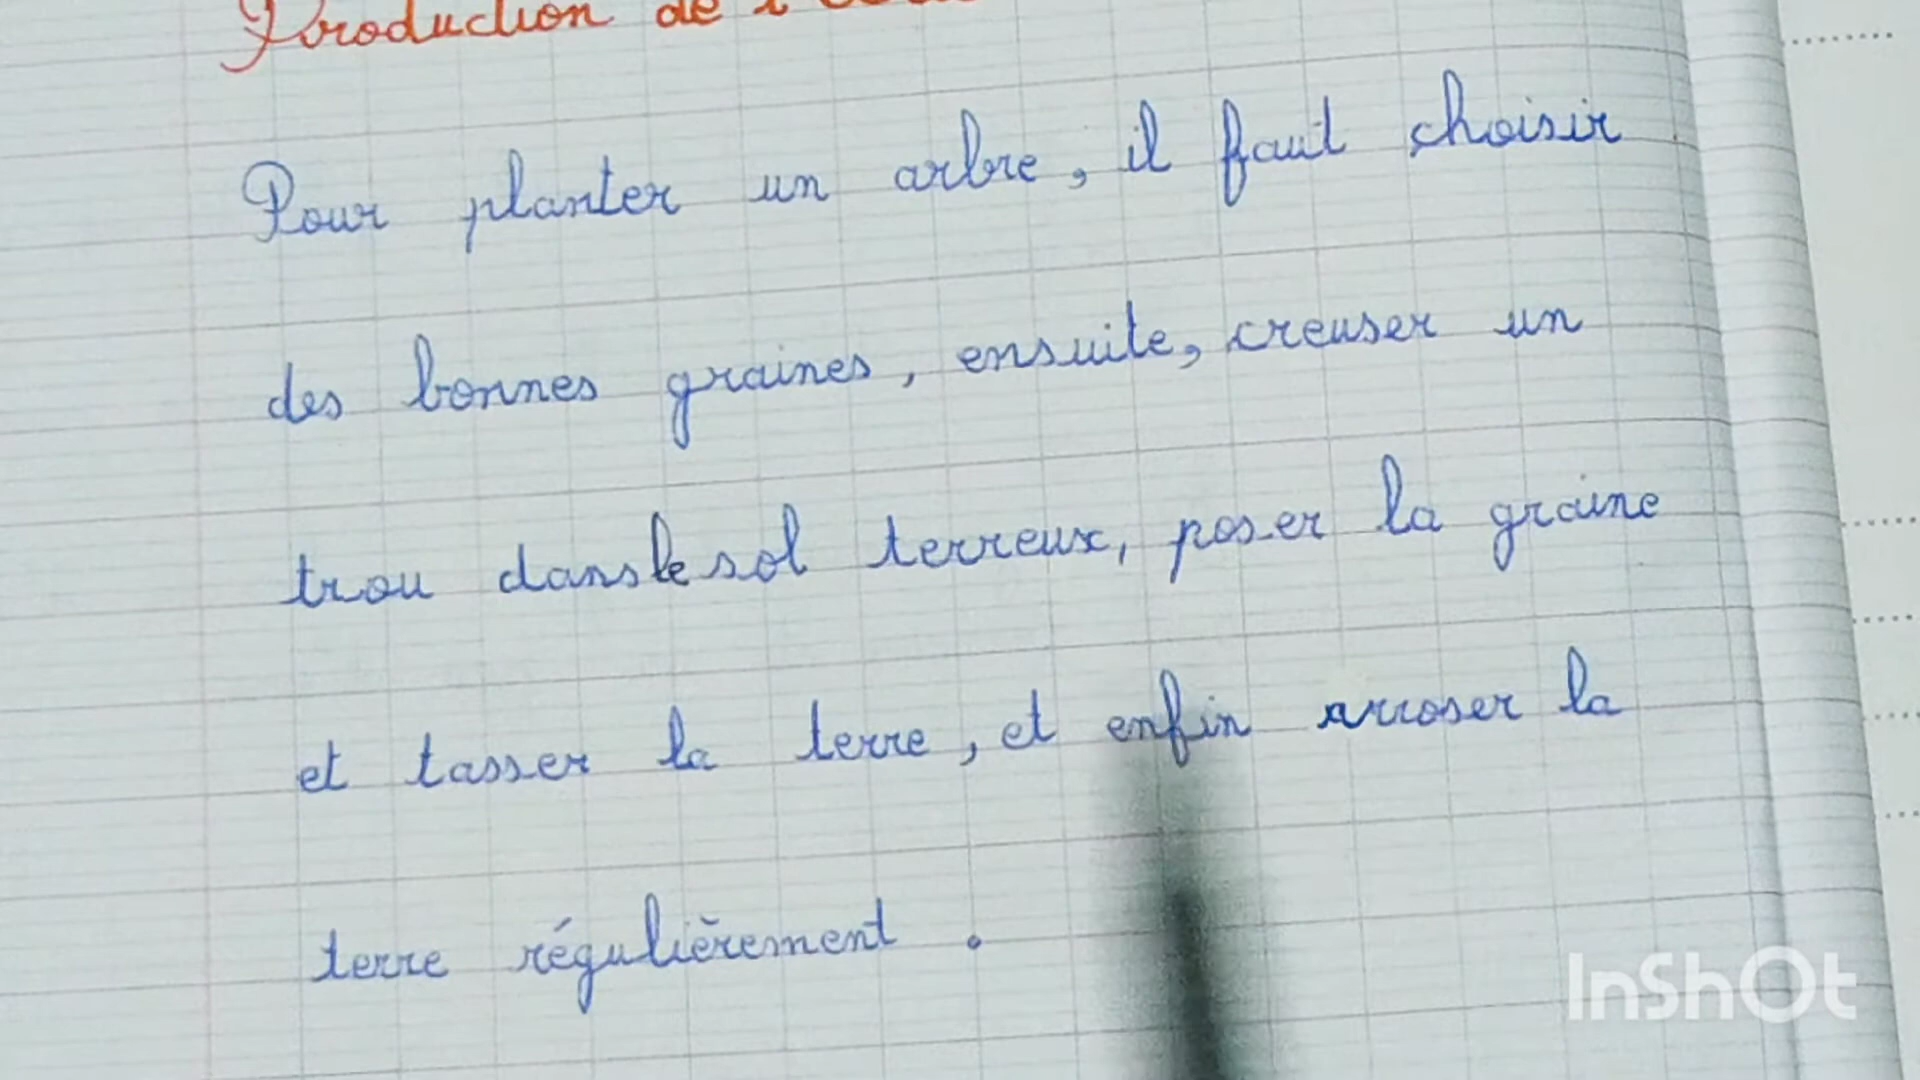 Production de l'
Pour planter un arbre, il faut choisir
des bonnes graines, ensuite, creuser un
trou dans le sol terreux, poser la graine
et tasser la terre, et enfin arroser la
terre régulièrement.
InShOt